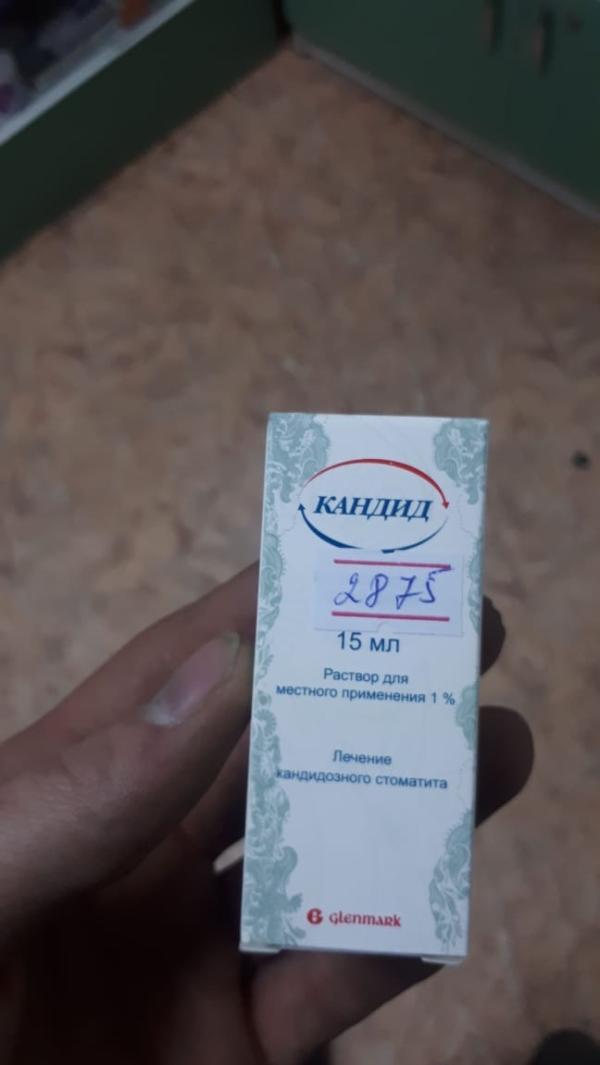 КАНДИД
2875
15 мл
Раствор для
местного применения 1 %
Лечение
кандидозного стоматита
G Glenmark